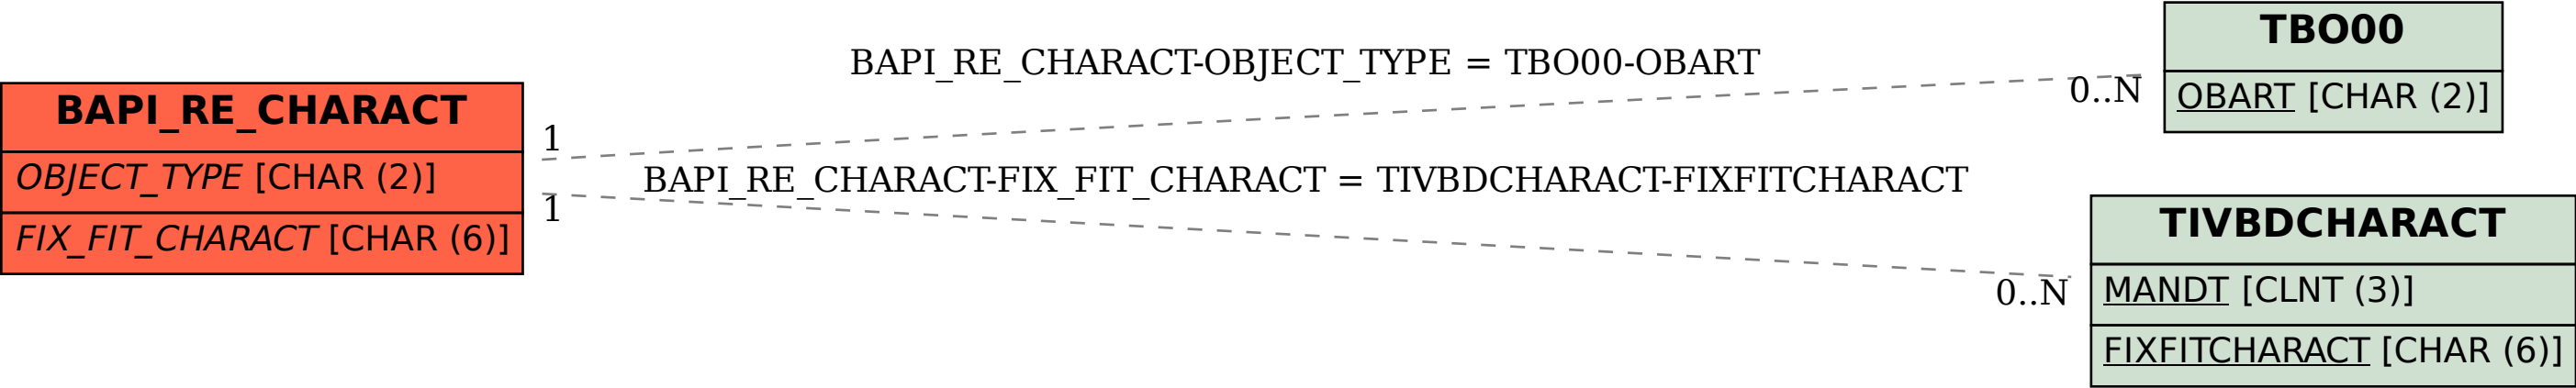 BAPI_RE_CHARACT
OBJECT_TYPE [CHAR (2)]
FIX_FIT_CHARACT [CHAR (6)]
BAPI_RE_CHARACT-OBJECT_TYPE = TBO00-OBART
1
0..N
BAPI_RE_CHARACT-FIX_FIT_CHARACT = TIVBDCHARACT-FIXFITCHARACT
1
0..N
TBO00
OBART [CHAR (2)]
TIVBDCHARACT
MANDT [CLNT (3)]
FIXFITCHARACT [CHAR (6)]